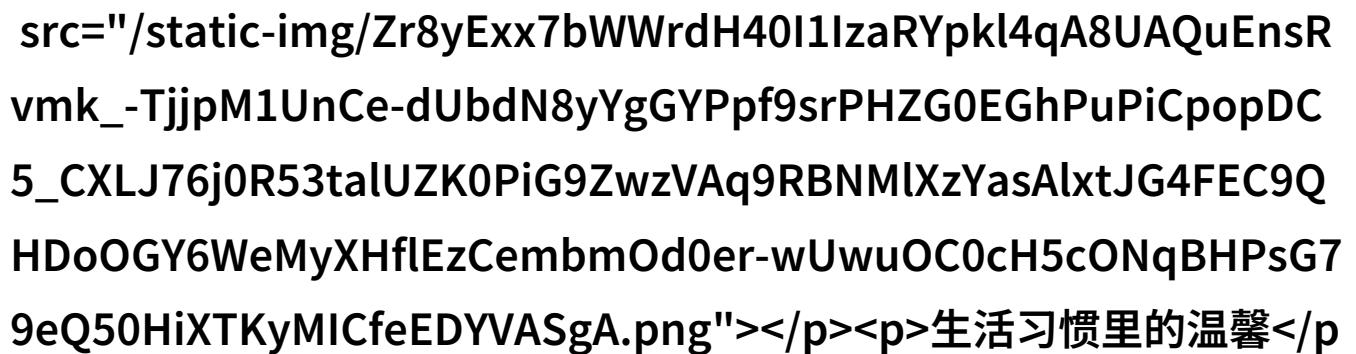 src="/static-img/Zr8yExx7bWWrdH40I1IzaRYpkl4qA8UAQuEnsR
vmk_-TjjpM1UnCe-dUbdN8yYgGYPpf9srPHZG0EGhPuPiCpopDC
5_CXLJ76j0R53talUZK0PiG9ZwzVAq9RBNMlXzYasAlxtJG4FEC9Q
HDoOGY6WeMyXHflEzCembmOd0er-wUwuOC0cH5cONqBHPsG7
9eQ50HiXTKyMICfeEDYVASgA.png"></p><p>生活习惯里的温馨</p